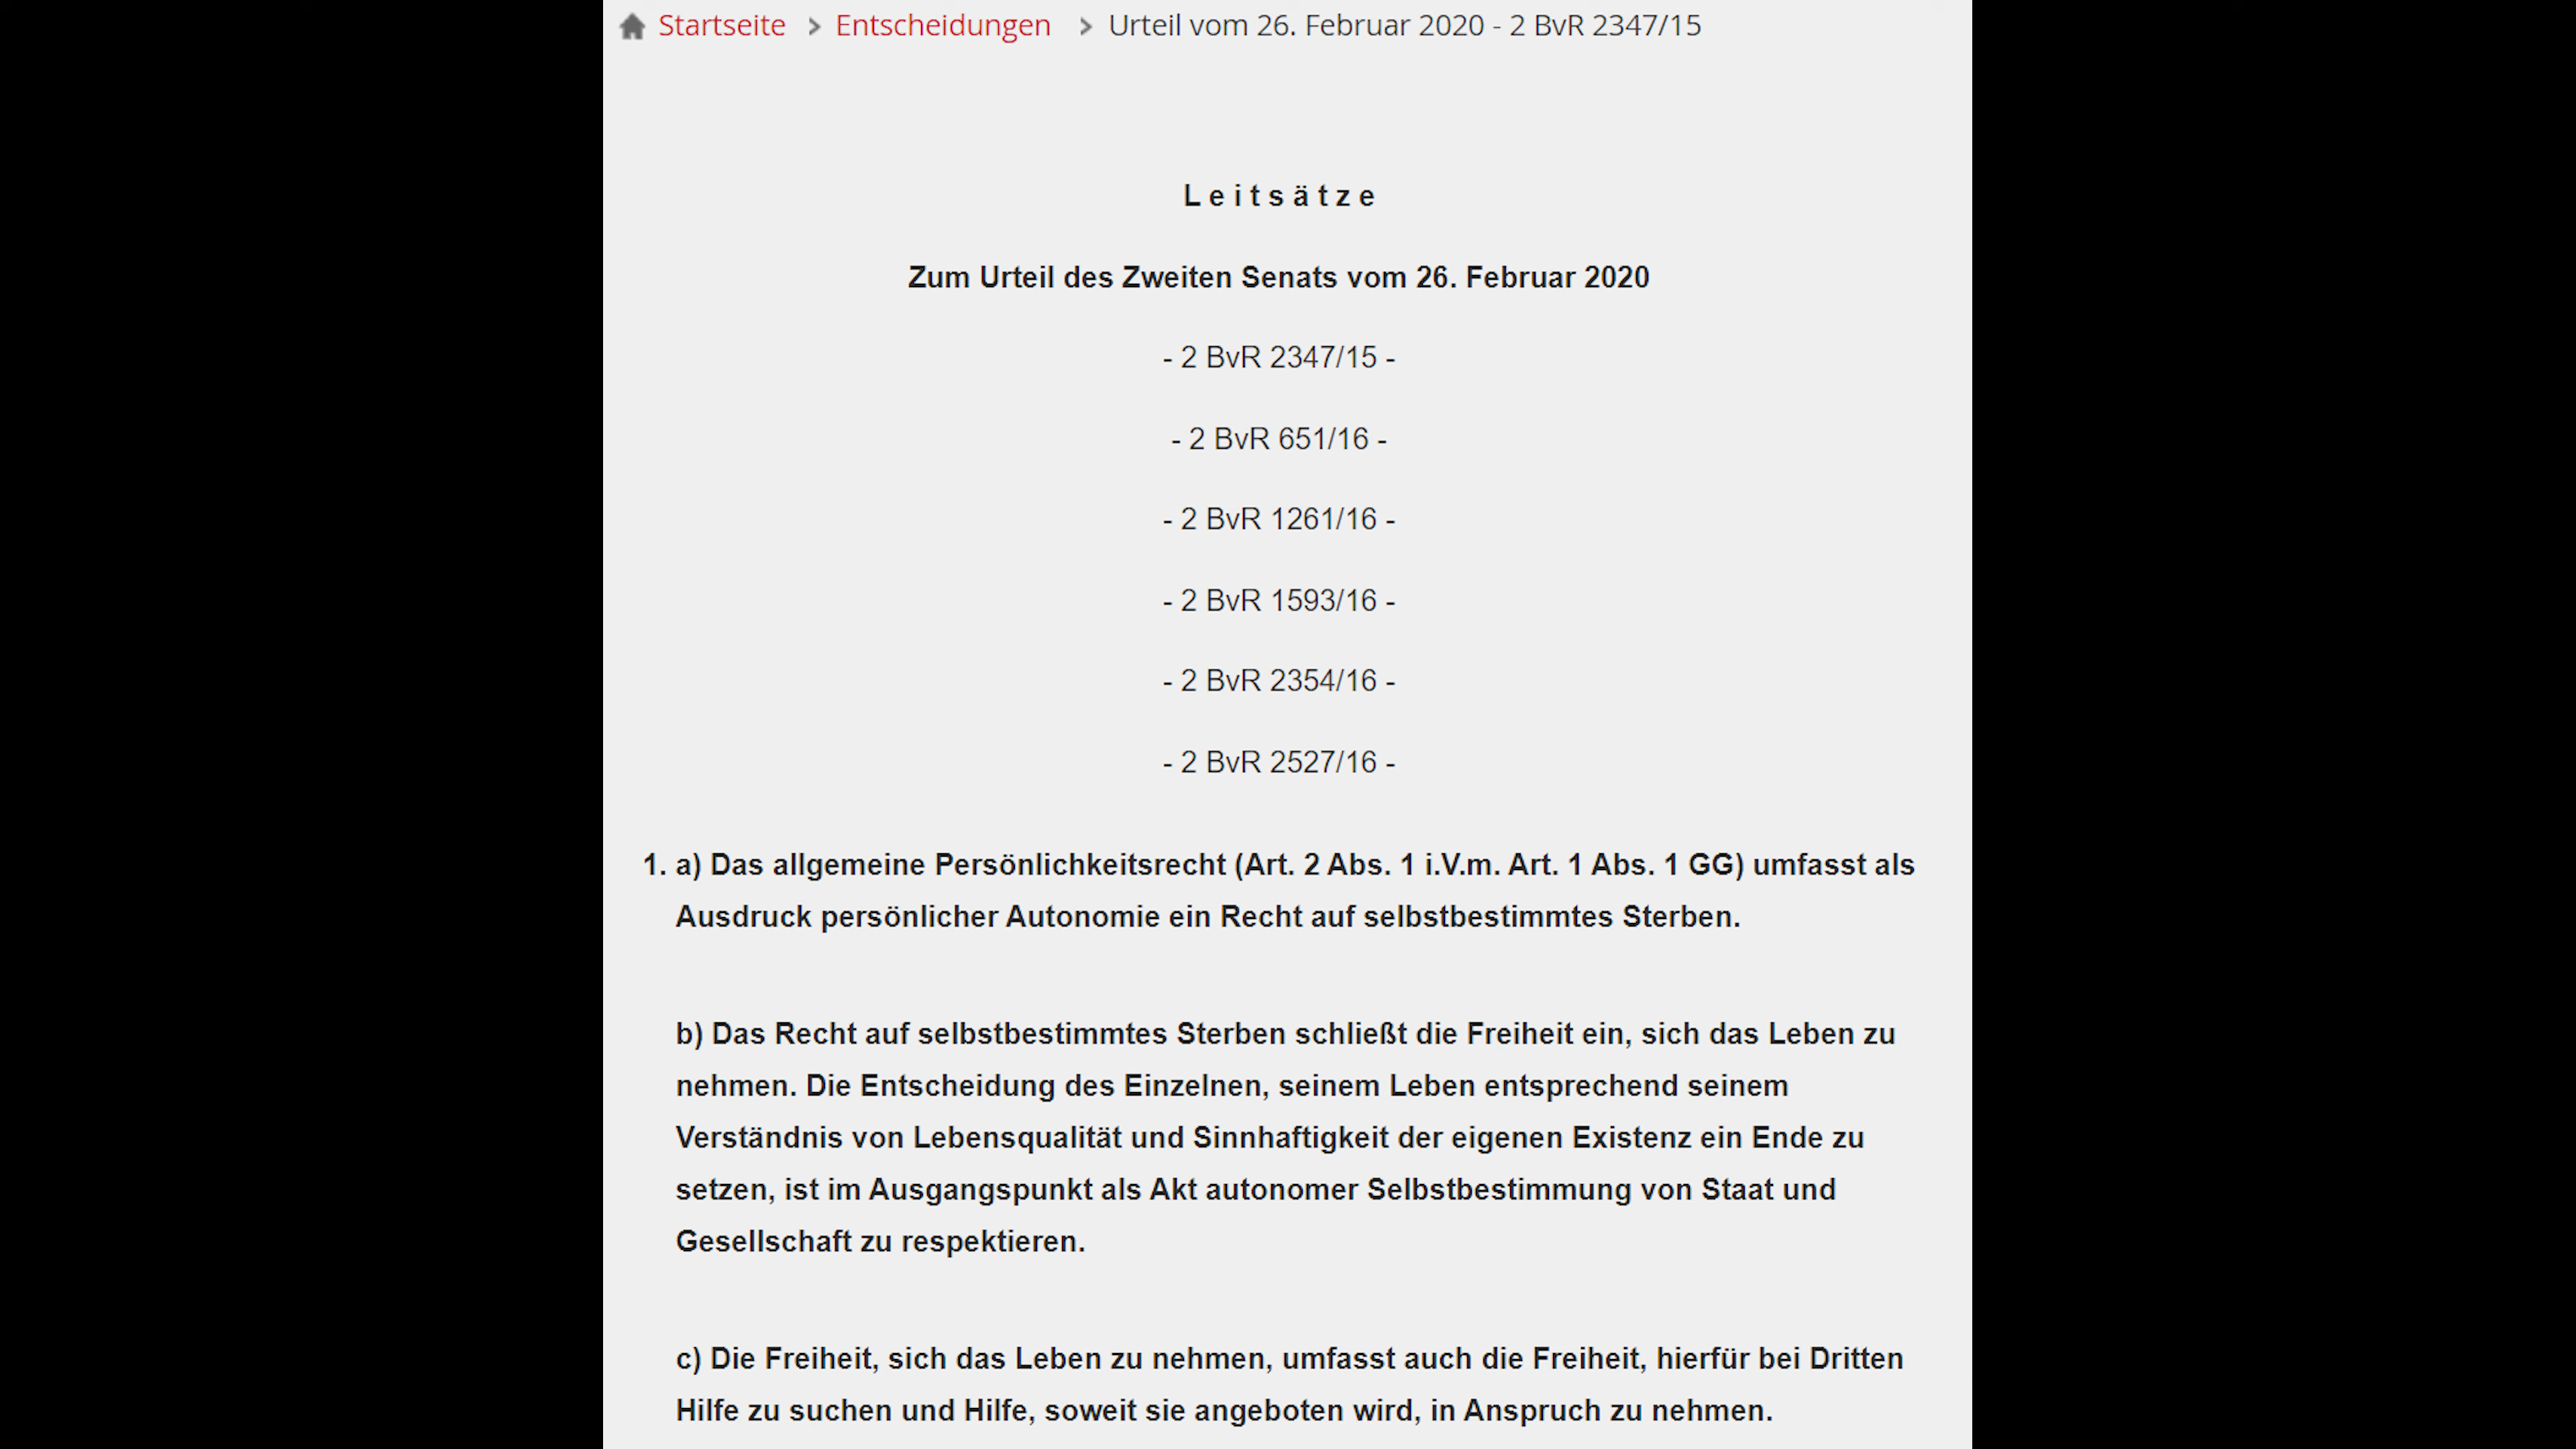 Startseite > Entscheidungen > Urteil vom 26. Februar 2020 - 2 BvR 2347/15
L e i t s ä t z e
Zum Urteil des Zweiten Senats vom 26. Februar 2020
- 2 BvR 2347/15 -
- 2 BvR 651/16 -
- 2 BvR 1261/16 -
- 2 BvR 1593/16 -
- 2 BvR 2354/16 -
- 2 BvR 2527/16 -
1. a) Das allgemeine Persönlichkeitsrecht (Art. 2 Abs. 1 i.V.m. Art. 1 Abs. 1 GG) umfasst als
Ausdruck persönlicher Autonomie ein Recht auf selbstbestimmtes Sterben.
b) Das Recht auf selbstbestimmtes Sterben schließt die Freiheit ein, sich das Leben zu
nehmen. Die Entscheidung des Einzelnen, seinem Leben entsprechend seinem
Verständnis von Lebensqualität und Sinnhaftigkeit der eigenen Existenz ein Ende zu
setzen, ist im Ausgangspunkt als Akt autonomer Selbstbestimmung von Staat und
Gesellschaft zu respektieren.
c) Die Freiheit, sich das Leben zu nehmen, umfasst auch die Freiheit, hierfür bei Dritten
Hilfe zu suchen und Hilfe, soweit sie angeboten wird, in Anspruch zu nehmen.